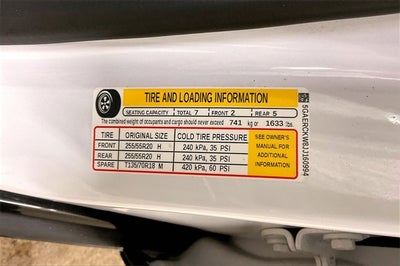 TIRE AND LOADING INFORMATION
SEATING CAPACITY TOTAL 7 FRONT 2 REAR 5
The combined weight of occupants and cargo should never exceed 741 kg or 1633 lbs.
TIRE ORIGINAL SIZE COLD TIRE PRESSURE
FRONT 255/55R20 H 240 kPa, 35 PSI
REAR 255/55R20 H 240 kPa, 35 PSI
SPARE T135/70R18 M 420 kPa, 60 PSI
SEE OWNER'S
MANUAL FOR
ADDITIONAL
INFORMATION
5GAERCKW8JJ160994